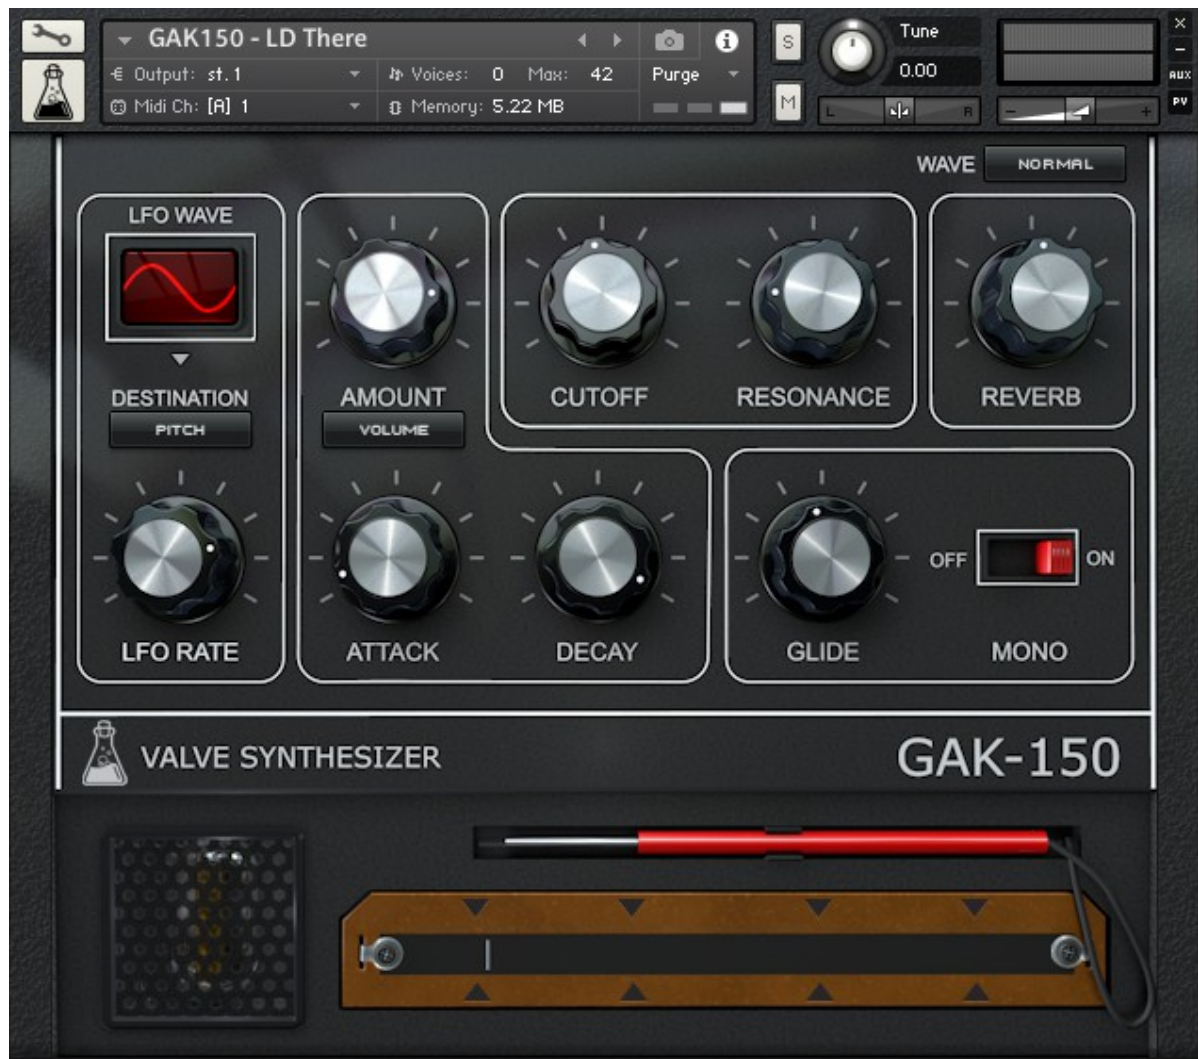 GAK150 - LD There
Output: st. 1
Voices: 0 Max: 42
Purge
Midi Ch: [A] 1
Memory: 5.22 MB
S
M
Tune
0.00
L R
- +
x
-
AUX
PV
WAVE NORMAL
LFO WAVE
DESTINATION
PITCH
LFO RATE
AMOUNT
VOLUME
CUTOFF
RESONANCE
REVERB
ATTACK
DECAY
GLIDE
OFF
ON
MONO
VALVE SYNTHESIZER
GAK-150